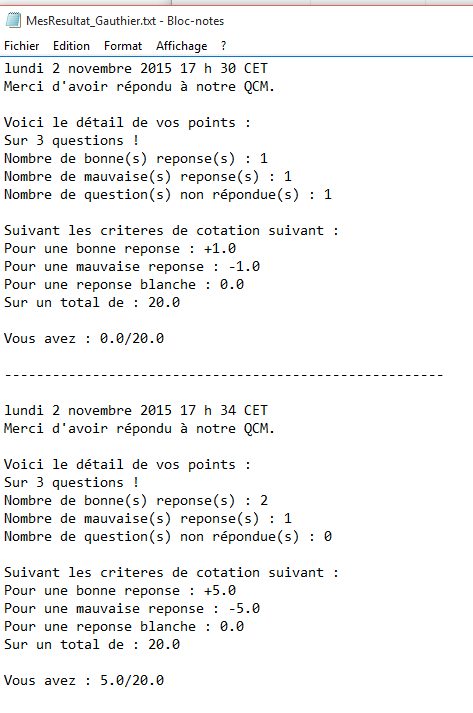 MesResultat_Gauthier.txt - Bloc-notes
Fichier Edition Format Affichage ?
lundi 2 novembre 2015 17 h 30 CET
Merci d'avoir répondu à notre QCM.
Voici le détail de vos points :
Sur 3 questions !
Nombre de bonne(s) reponse(s) : 1
Nombre de mauvaise(s) reponse(s) : 1
Nombre de question(s) non répondue(s) : 1
Suivant les criteres de cotation suivant :
Pour une bonne reponse : +1.0
Pour une mauvaise reponse : -1.0
Pour une reponse blanche : 0.0
Sur un total de : 20.0
Vous avez : 0.0/20.0
-------------------------------------------------------
lundi 2 novembre 2015 17 h 34 CET
Merci d'avoir répondu à notre QCM.
Voici le détail de vos points :
Sur 3 questions !
Nombre de bonne(s) reponse(s) : 2
Nombre de mauvaise(s) reponse(s) : 1
Nombre de question(s) non répondue(s) : 0
Suivant les criteres de cotation suivant :
Pour une bonne reponse : +5.0
Pour une mauvaise reponse : -5.0
Pour une reponse blanche : 0.0
Sur un total de : 20.0
Vous avez : 5.0/20.0